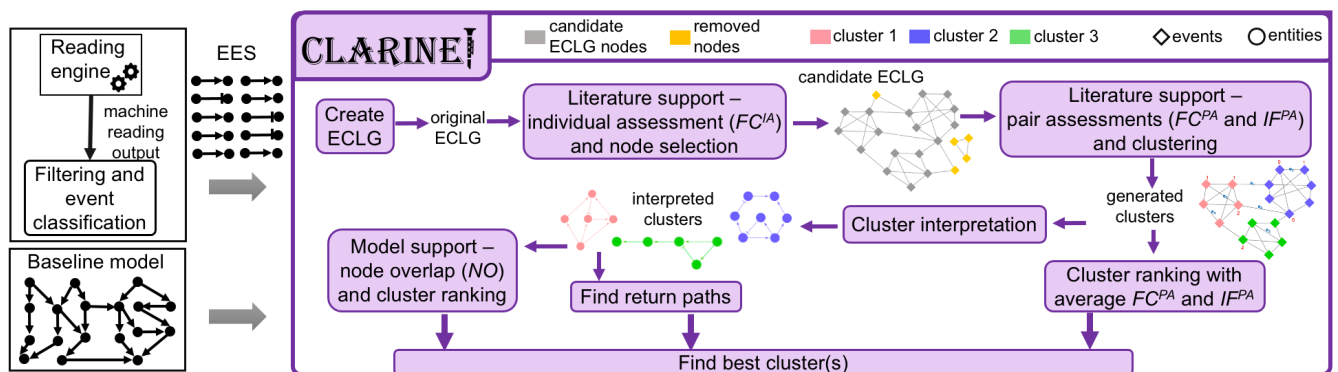 Reading
engine
machine
reading
output
Filtering and
event
classification
EES
Baseline model
CLARINE
candidate
ECLG nodes
removed
nodes
cluster 1
cluster 2
cluster 3
events
entities
Create
ECLG
original
ECLG
Literature support –
individual assessment (FC^IA)
and node selection
candidate ECLG
Literature support –
pair assessments (FC^PA and IF^PA)
and clustering
generated
clusters
Cluster interpretation
interpreted
clusters
Model support –
node overlap (NO)
and cluster ranking
Find return paths
Cluster ranking with
average FC^PA and IF^PA
Find best cluster(s)